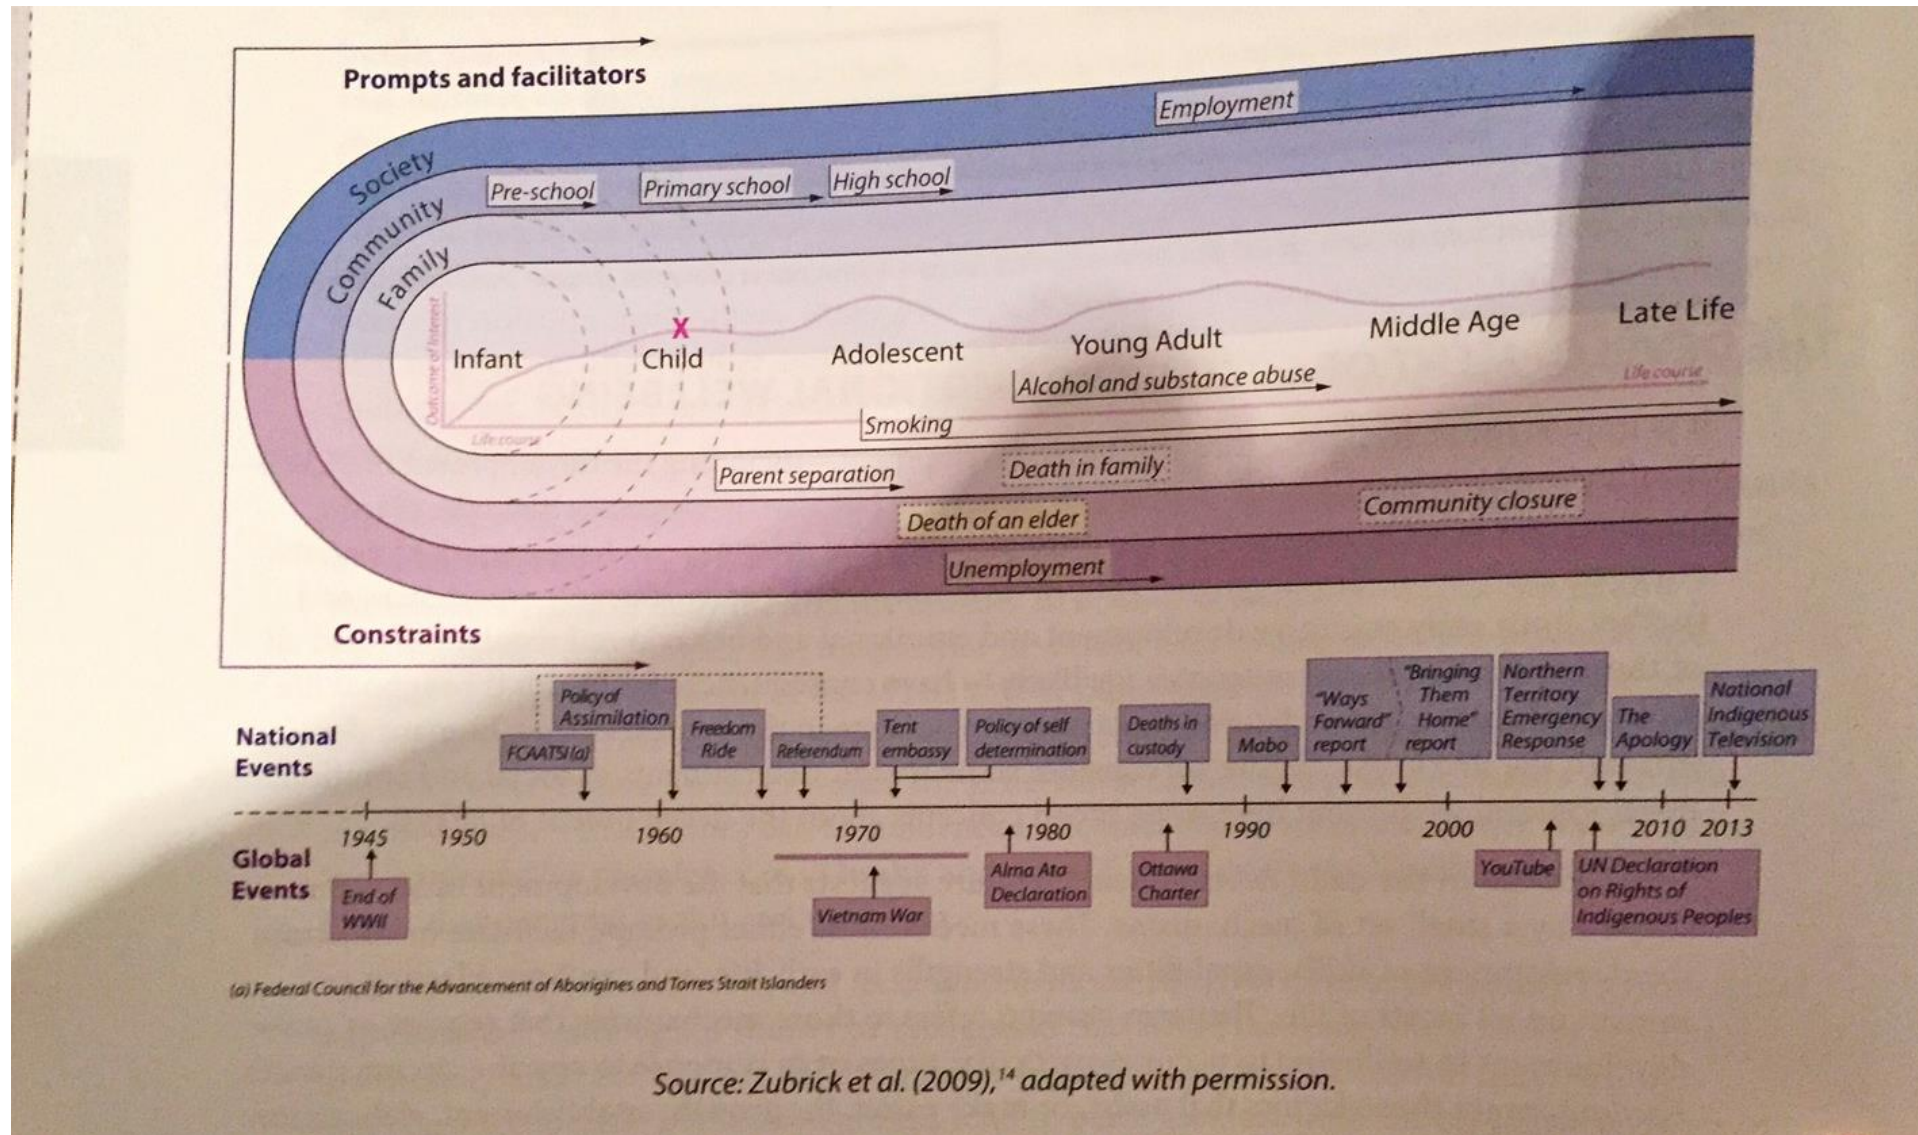 Prompts and facilitators
Employment
Society
Pre-school
Primary school
High school
Community
Family
Outcome of Interest
X
Infant
Child
Adolescent
Young Adult
Middle Age
Late Life
Alcohol and substance abuse
Life course
Smoking
Life course
Parent separation
Death in family
Death of an elder
Community closure
Unemployment
Constraints
National
Events
FCAATSI(a)
Policy of
Assimilation
Freedom
Ride
Referendum
Tent
embassy
Policy of self
determination
Deaths in
custody
Mabo
"Ways
Forward"
report
"Bringing
Them
Home"
report
Northern
Territory
Emergency
Response
The
Apology
National
Indigenous
Television
1945
1950
1960
1970
1980
1990
2000
2010
2013
Global
Events
End of
WWII
Vietnam War
Alma Ata
Declaration
Ottawa
Charter
YouTube
UN Declaration
on Rights of
Indigenous Peoples
(a) Federal Council for the Advancement of Aborigines and Torres Strait Islanders
Source: Zubrick et al. (2009),¹⁴ adapted with permission.